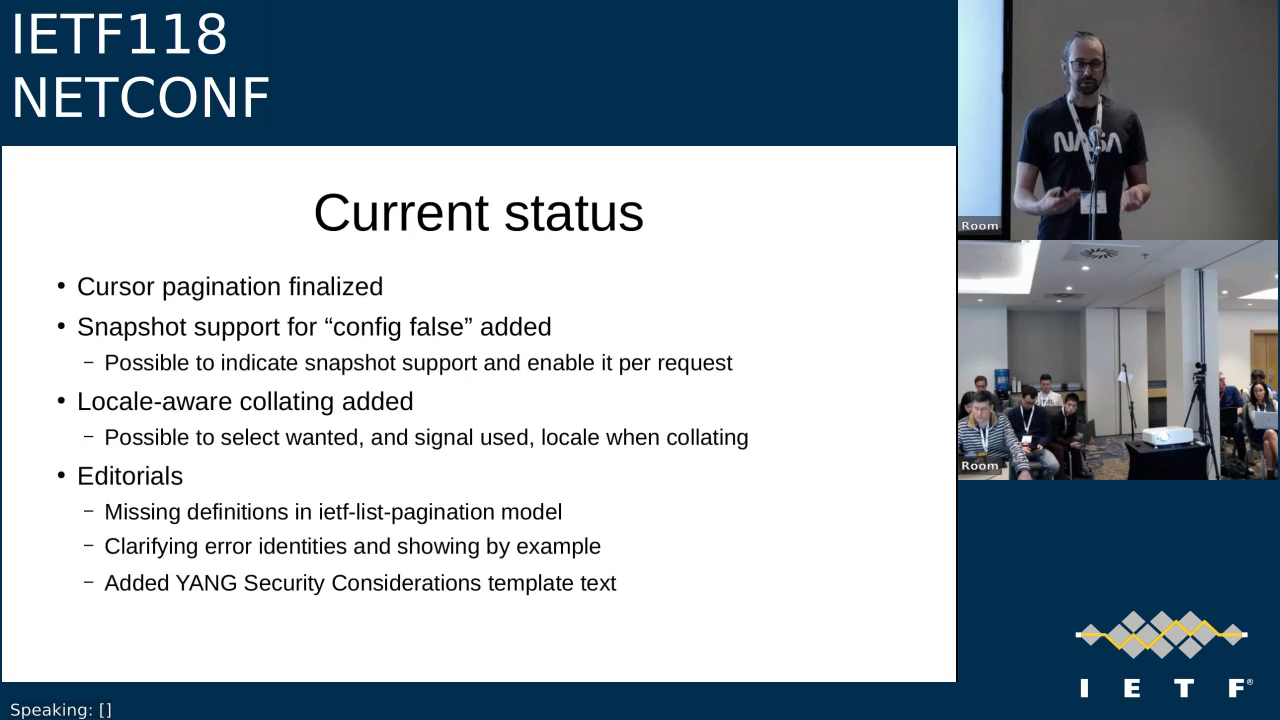 IETF118
NETCONF
Current status
• Cursor pagination finalized
• Snapshot support for “config false” added
– Possible to indicate snapshot support and enable it per request
• Locale-aware collating added
– Possible to select wanted, and signal used, locale when collating
• Editorials
– Missing definitions in ietf-list-pagination model
– Clarifying error identities and showing by example
– Added YANG Security Considerations template text
NASA
Room
Room
I E T F®
Speaking: []